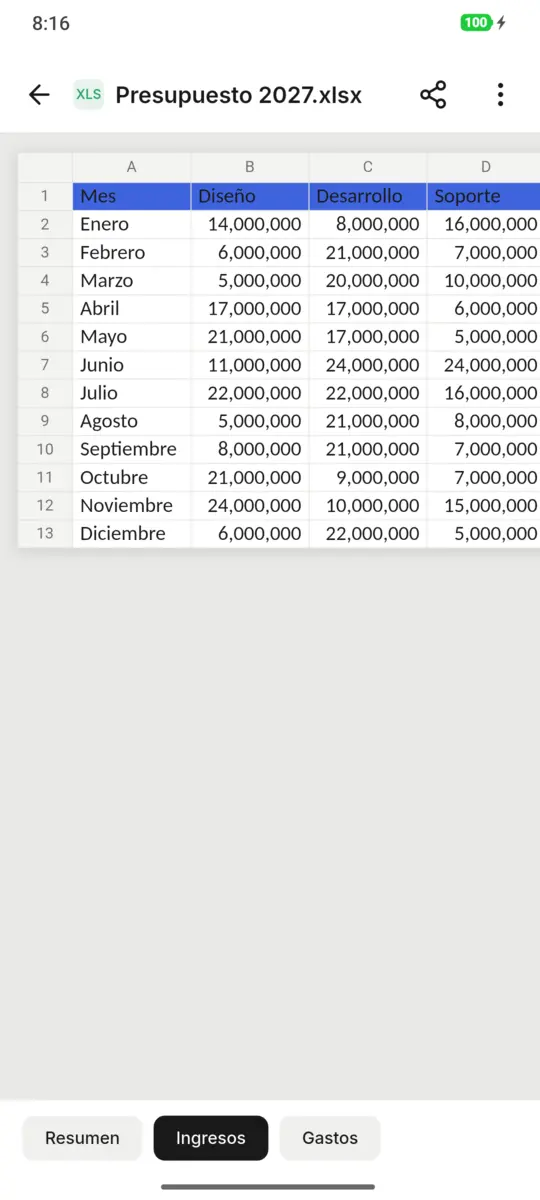 8:16
100
XLS Presupuesto 2027.xlsx
A B C D
1 Mes Diseño Desarrollo Soporte
2 Enero 14,000,000 8,000,000 16,000,000
3 Febrero 6,000,000 21,000,000 7,000,000
4 Marzo 5,000,000 20,000,000 10,000,000
5 Abril 17,000,000 17,000,000 6,000,000
6 Mayo 21,000,000 17,000,000 5,000,000
7 Junio 11,000,000 24,000,000 24,000,000
8 Julio 22,000,000 22,000,000 16,000,000
9 Agosto 5,000,000 21,000,000 8,000,000
10 Septiembre 8,000,000 21,000,000 7,000,000
11 Octubre 21,000,000 9,000,000 7,000,000
12 Noviembre 24,000,000 10,000,000 15,000,000
13 Diciembre 6,000,000 22,000,000 5,000,000
Resumen Ingresos Gastos